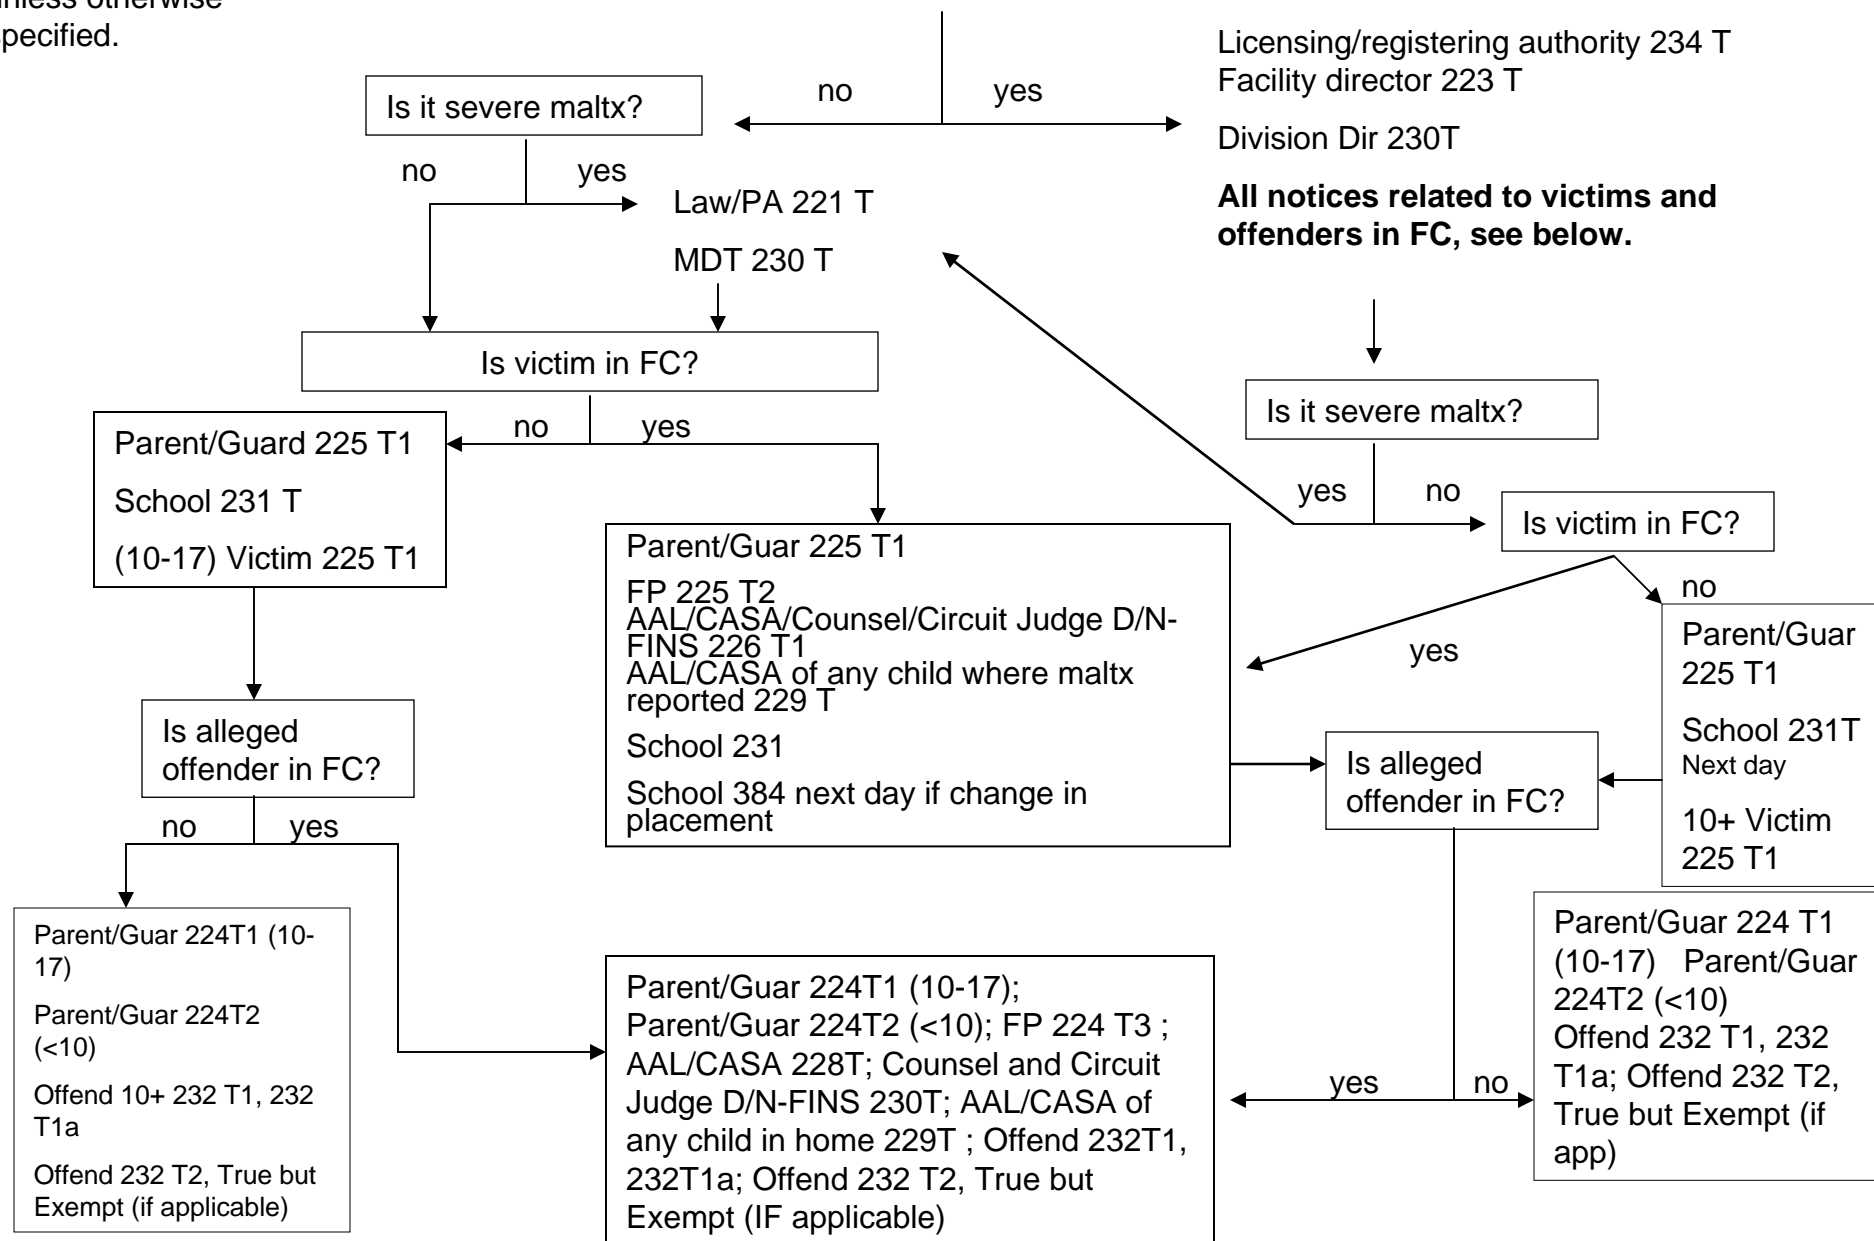 unless otherwise
specified.
Licensing/registering authority 234 T
Facility director 223 T
Division Dir 230T
All notices related to victims and
offenders in FC, see below.
no
yes
Is it severe maltx?
no
yes
Law/PA 221 T
MDT 230 T
Is victim in FC?
no
yes
Is it severe maltx?
yes
no
Is victim in FC?
no
yes
Parent/Guard 225 T1
School 231 T
(10-17) Victim 225 T1
Parent/Guar 225 T1
FP 225 T2
AAL/CASA/Counsel/Circuit Judge D/N-
FINS 226 T1
AAL/CASA of any child where maltx
reported 229 T
School 231
School 384 next day if change in
placement
Parent/Guar
225 T1
School 231T
Next day
10+ Victim
225 T1
Is alleged
offender in FC?
no
yes
Is alleged
offender in FC?
yes
no
Parent/Guar 224T1 (10-
17)
Parent/Guar 224T2
(<10)
Offend 10+ 232 T1, 232
T1a
Offend 232 T2, True but
Exempt (if applicable)
Parent/Guar 224T1 (10-17);
Parent/Guar 224T2 (<10); FP 224 T3 ;
AAL/CASA 228T; Counsel and Circuit
Judge D/N-FINS 230T; AAL/CASA of
any child in home 229T ; Offend 232T1,
232T1a; Offend 232 T2, True but
Exempt (IF applicable)
Parent/Guar 224 T1
(10-17) Parent/Guar
224T2 (<10)
Offend 232 T1, 232
T1a; Offend 232 T2,
True but Exempt (if
app)